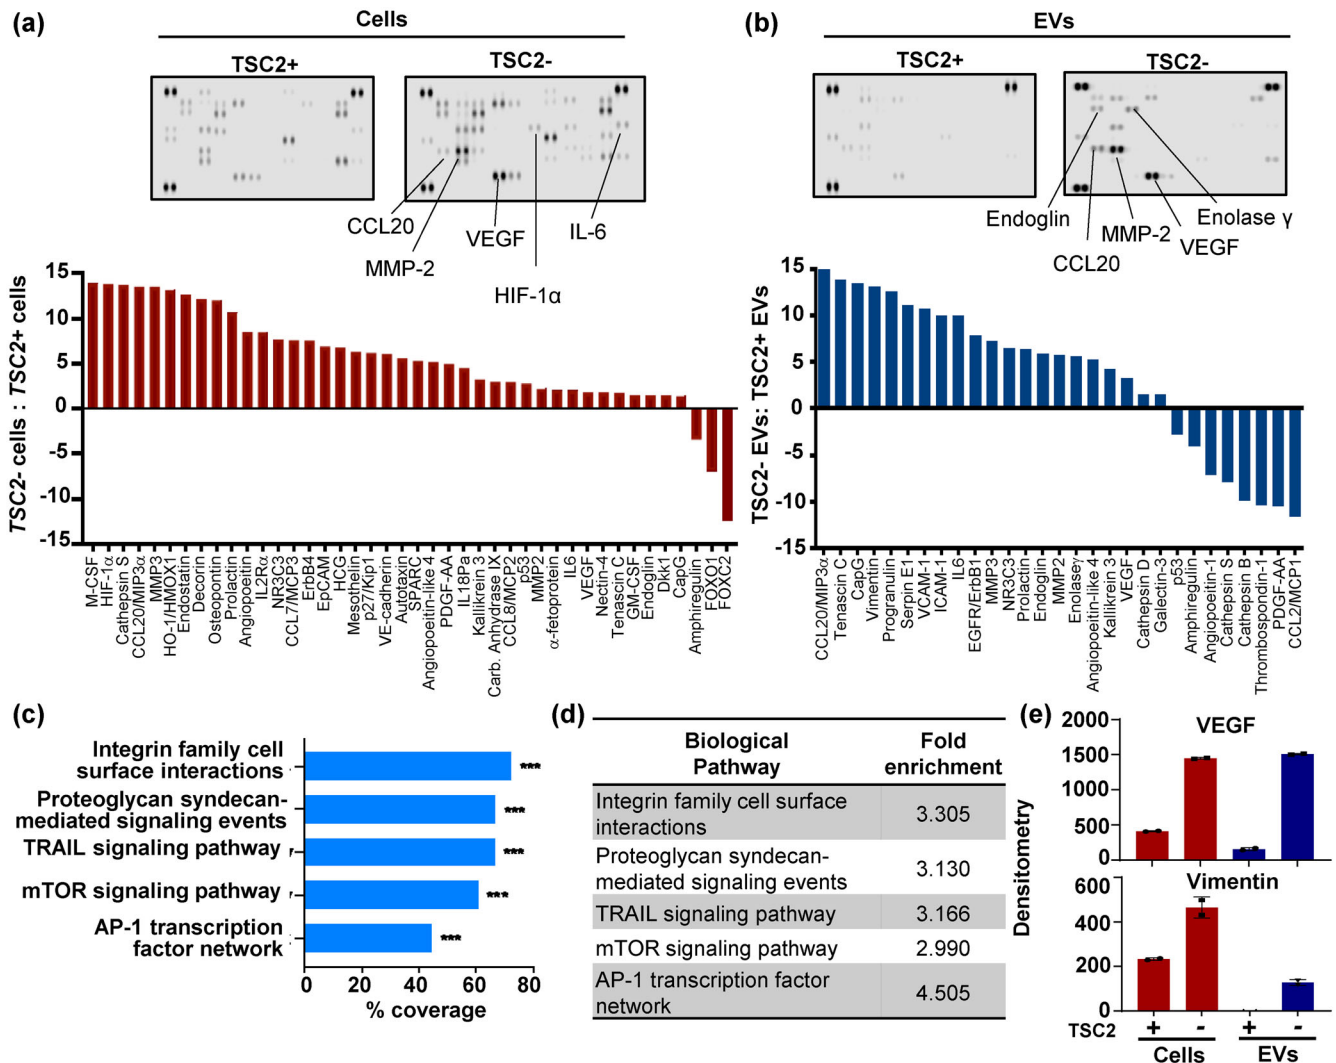 (a)
Cells
TSC2+
TSC2-
CCL20
MMP-2
VEGF
HIF-1α
IL-6
TSC2- cells : TSC2+ cells
15
10
5
0
-5
-10
-15
M-CSF
HIF-1α
Cathepsin S
CCL20/MIP3α
MMP3
HO-1/HMOX1
Endostatin
Decorin
Osteopontin
Prolactin
Angiopoeitin
IL2Rα
NR3C3
CCL7/MCP3
ErbB4
EpCAM
HCG
Mesothelin
p27/Kip1
VE-cadherin
Autotaxin
SPARC
Angiopoeitin-like 4
PDGF-AA
IL18Pa
Kallikrein 3
Carb. Anhydrase IX
CCL8/MCP2
p53
MMP2
α-fetoprotein
IL6
VEGF
Nectin-4
Tenascin C
GM-CSF
Endoglin
Dkk1
CapG
Amphiregulin
FOXO1
FOXC2
(b)
EVs
TSC2+
TSC2-
Endoglin
CCL20
MMP-2
VEGF
Enolase γ
TSC2- EVs: TSC2+ EVs
15
10
5
0
-5
-10
-15
CCL20/MIP3α
Tenascin C
CapG
Vimentin
Progranulin
Serpin E1
VCAM-1
ICAM-1
IL6
EGFR/ErbB1
MMP3
NR3C3
Prolactin
Endoglin
MMP2
Enolaseγ
Angiopoeitin-like 4
Kallikrein 3
VEGF
Cathepsin D
Galectin-3
p53
Amphiregulin
Angiopoeitin-1
Cathepsin S
Cathepsin B
Thrombospondin-1
PDGF-AA
CCL2/MCP1
(c)
Integrin family cell
surface interactions
Proteoglycan syndecan-
mediated signaling events
TRAIL signaling pathway
mTOR signaling pathway
AP-1 transcription
factor network
***
***
***
***
***
0
20
40
60
80
% coverage
(d)
Biological
Pathway
Fold
enrichment
Integrin family cell surface
interactions
3.305
Proteoglycan syndecan-
mediated signaling events
3.130
TRAIL signaling pathway
3.166
mTOR signaling pathway
2.990
AP-1 transcription factor
network
4.505
(e)
Densitometry
VEGF
2000
1500
1000
500
0
Vimentin
600
400
200
0
TSC2
+
-
+
-
Cells
EVs